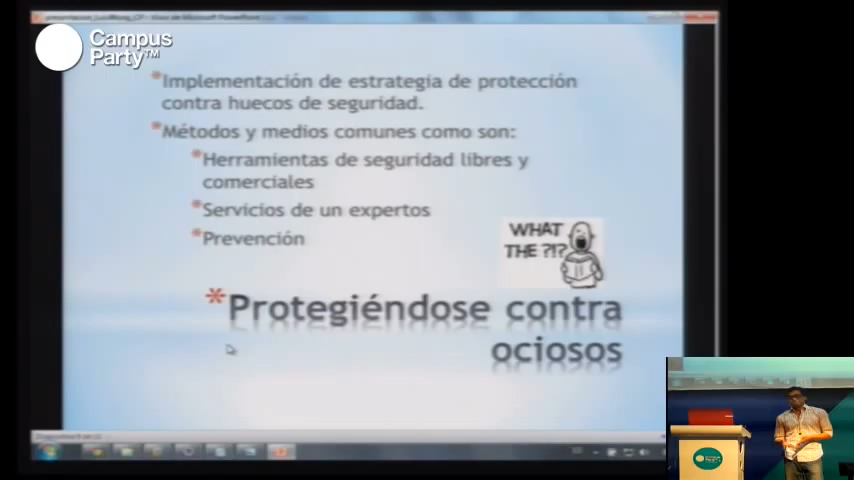 Campus
Party™
*Implementación de estrategia de protección
contra huecos de seguridad.
*Métodos y medios comunes como son:
*Herramientas de seguridad libres y
comerciales
*Servicios de un expertos
*Prevención
WHAT
THE ?!?
*Protegiéndose contra
ociosos